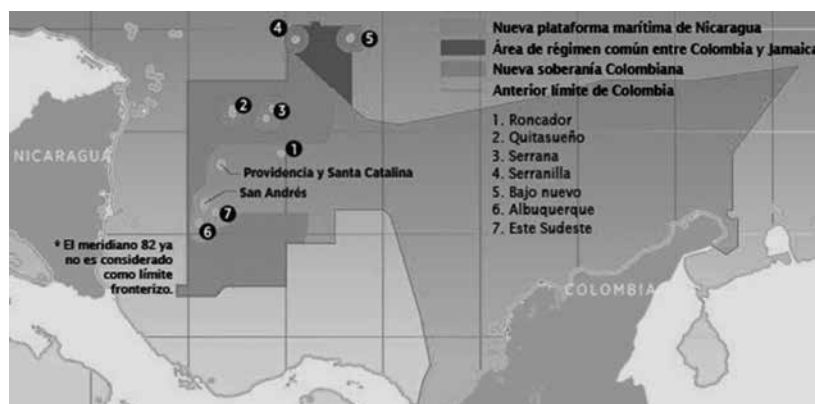 Nueva plataforma marítima de Nicaragua
Área de régimen común entre Colombia y Jamaica
Nueva soberanía Colombiana
Anterior límite de Colombia
1. Roncador
2. Quitasueño
3. Serrana
4. Serranilla
5. Bajo nuevo
6. Albuquerque
7. Este Sudeste
4
5
2
3
1
NICARAGUA
Providencia y Santa Catalina
San Andrés
7
6
* El meridiano 82 ya
no es considerado
como límite
fronterizo.
COLOMBIA